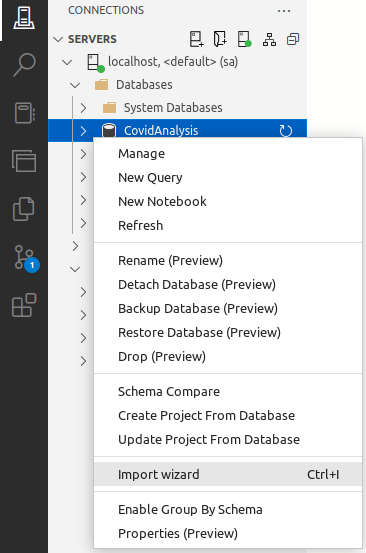 CONNECTIONS
SERVERS
localhost, <default> (sa)
Databases
System Databases
CovidAnalysis
Manage
New Query
New Notebook
Refresh
Rename (Preview)
Detach Database (Preview)
Backup Database (Preview)
Restore Database (Preview)
Drop (Preview)
Schema Compare
Create Project From Database
Update Project From Database
Import wizard Ctrl+I
Enable Group By Schema
Properties (Preview)
1